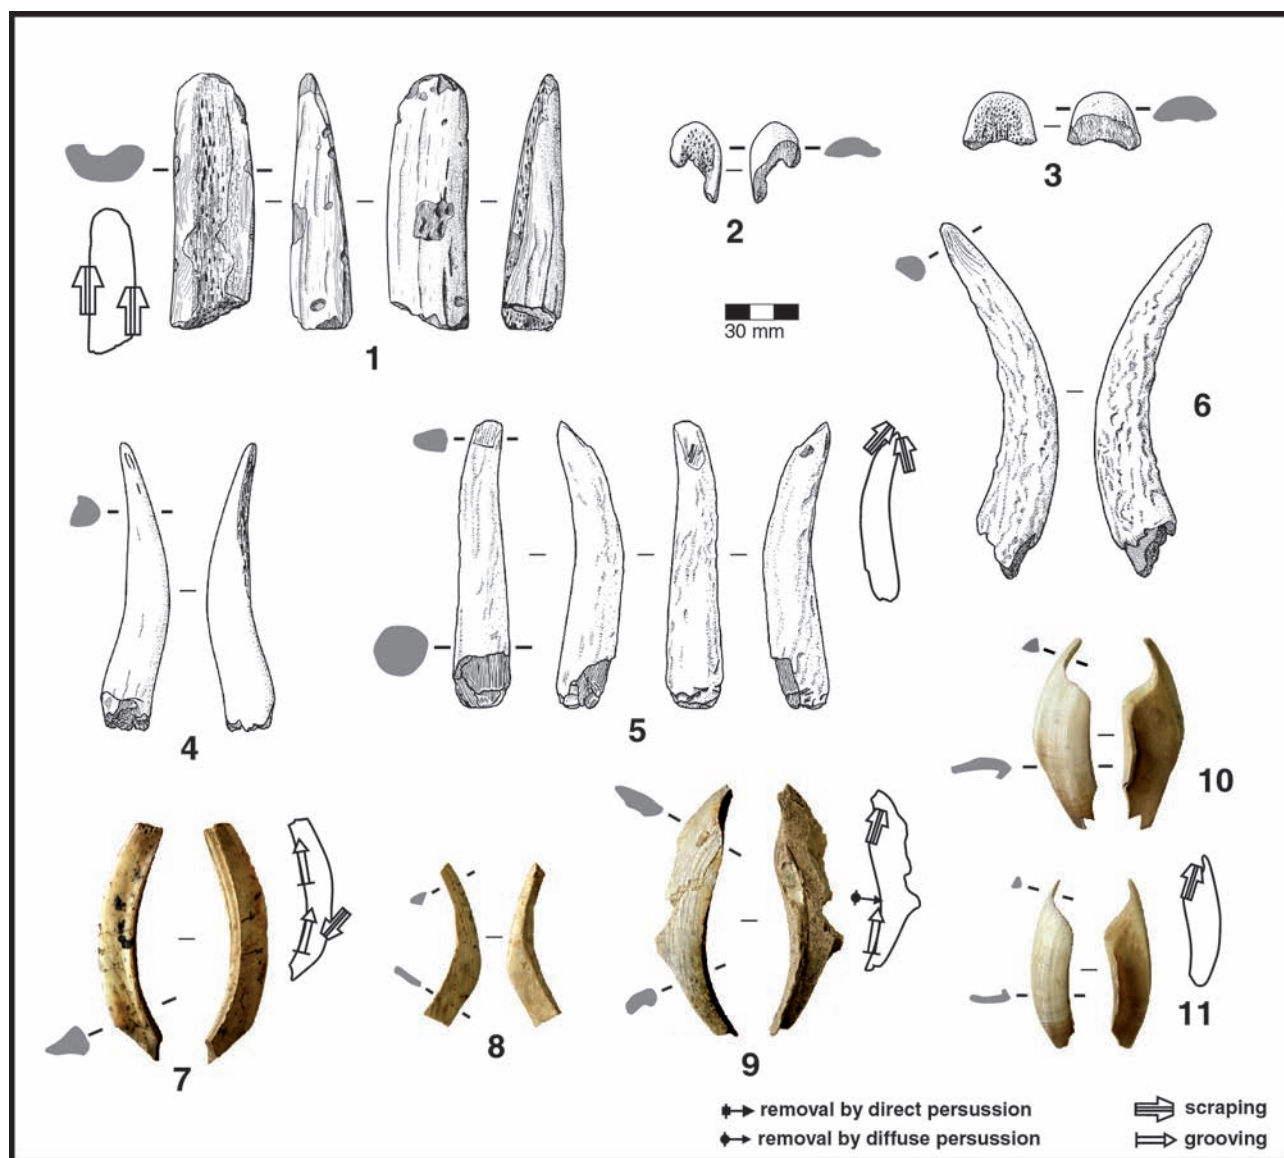 1
2
3
30 mm
6
4
5
10
7
8
9
11
removal by direct persussion
scraping
removal by diffuse persussion
grooving